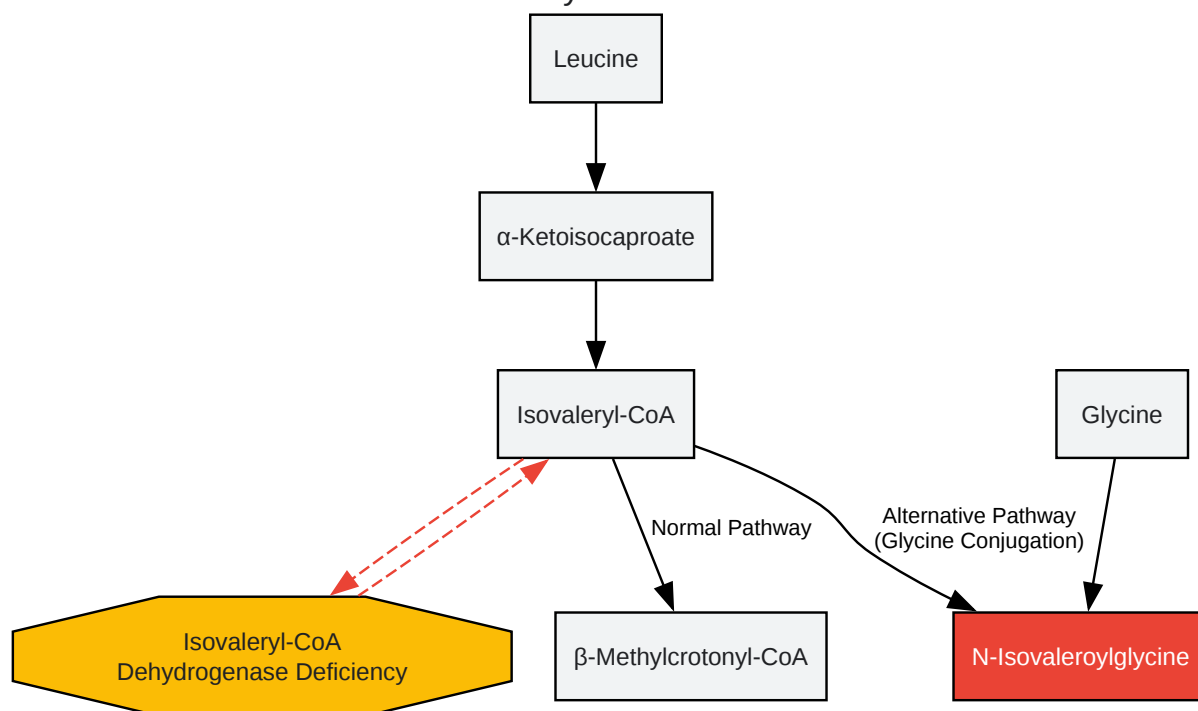 Leucine
α-Ketoisocaproate
Isovaleryl-CoA
Glycine
Normal Pathway
Alternative Pathway
(Glycine Conjugation)
Isovaleryl-CoA
Dehydrogenase Deficiency
β-Methylcrotonyl-CoA
N-Isovaleroylglycine